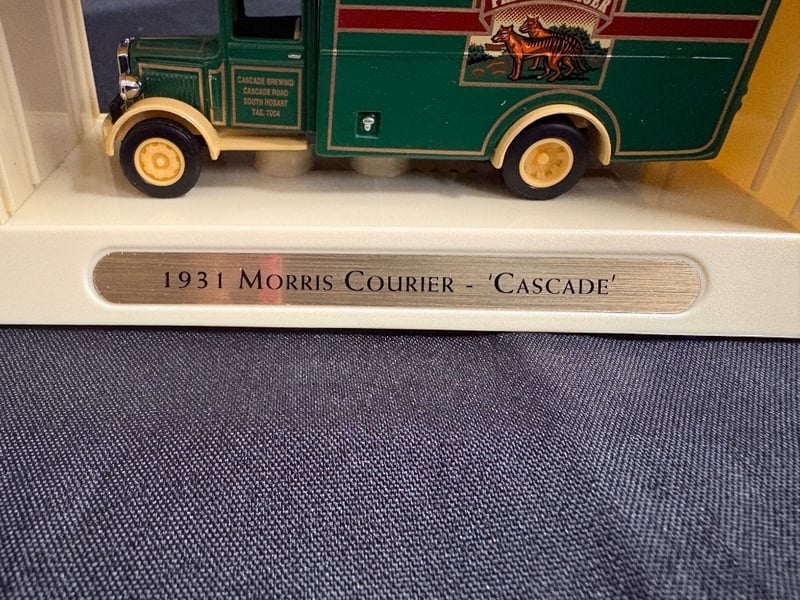 CASCADE BREWING
CASCADE ROAD
SOUTH HOBART
TAS. 7004
1931 MORRIS COURIER - 'CASCADE'